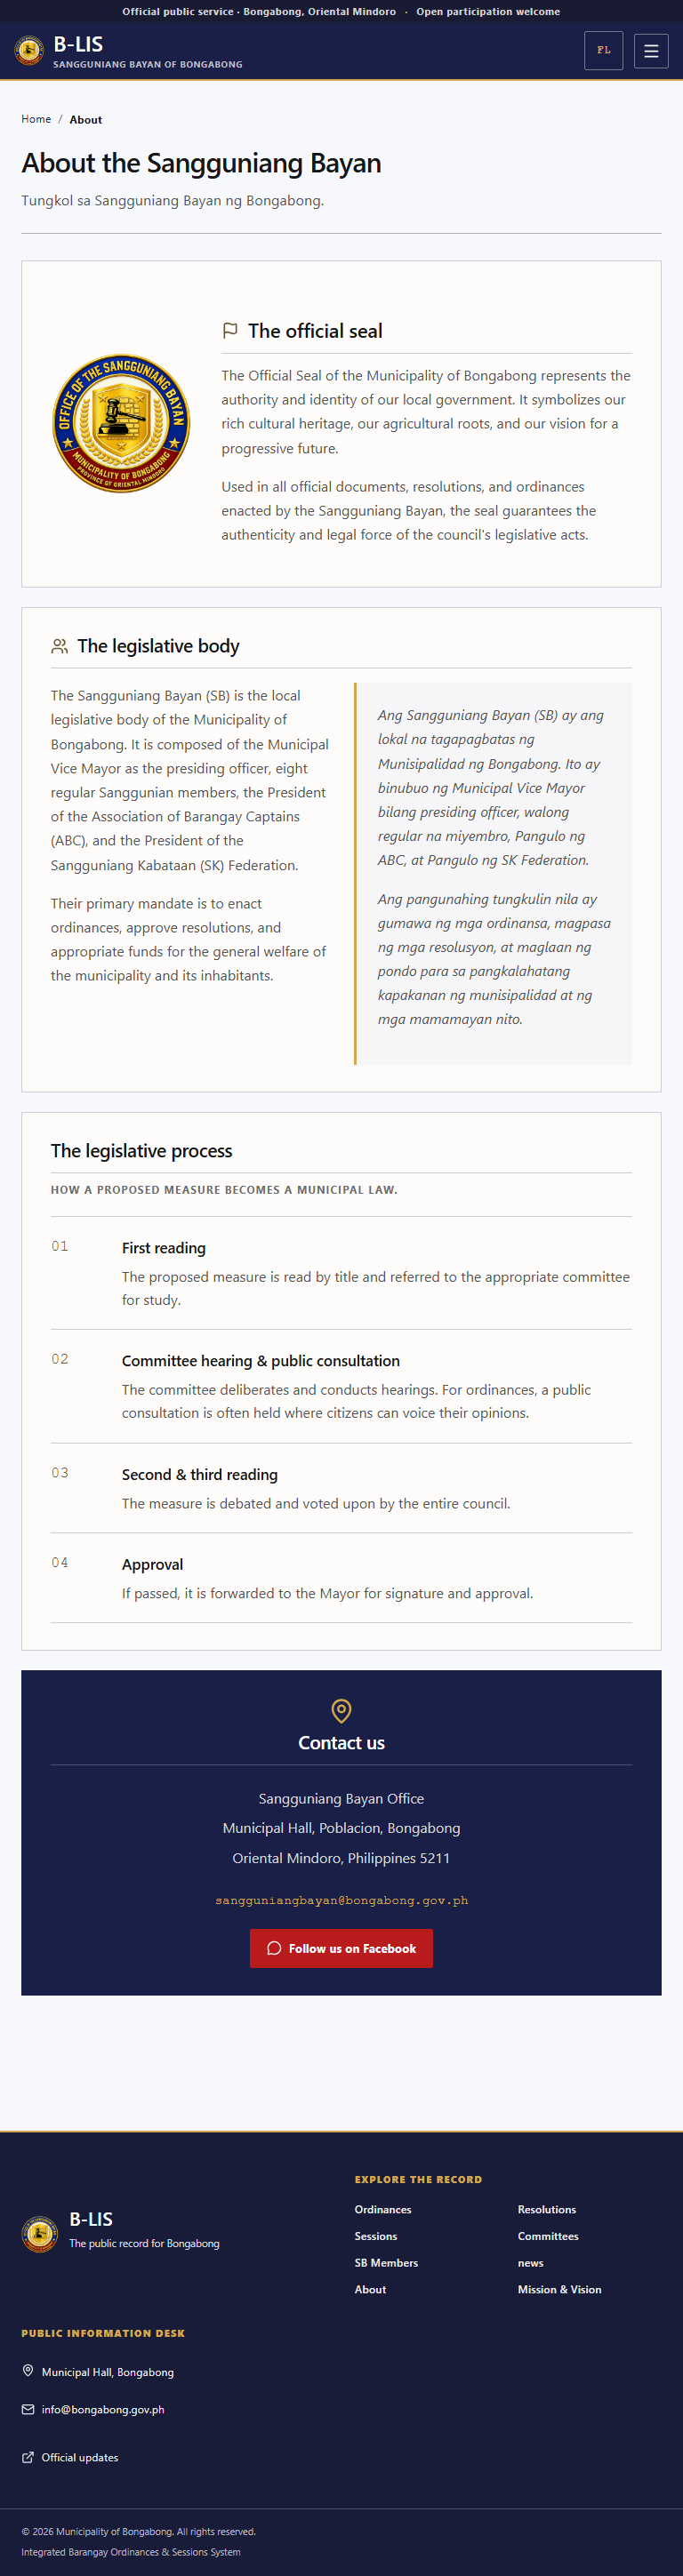 Official public service · Bongabong, Oriental Mindoro · Open participation welcome
B-LIS
SANGGUNIANG BAYAN OF BONGABONG
FL
Home / About
About the Sangguniang Bayan
Tungkol sa Sangguniang Bayan ng Bongabong.
OFFICE OF THE SANGGUNIANG BAYAN
MUNICIPALITY OF BONGABONG
PROVINCE OF ORIENTAL MINDORO
The official seal
The Official Seal of the Municipality of Bongabong represents the
authority and identity of our local government. It symbolizes our
rich cultural heritage, our agricultural roots, and our vision for a
progressive future.
Used in all official documents, resolutions, and ordinances
enacted by the Sangguniang Bayan, the seal guarantees the
authenticity and legal force of the council's legislative acts.
The legislative body
The Sangguniang Bayan (SB) is the local
legislative body of the Municipality of
Bongabong. It is composed of the Municipal
Vice Mayor as the presiding officer, eight
regular Sanggunian members, the President
of the Association of Barangay Captains
(ABC), and the President of the
Sangguniang Kabataan (SK) Federation.
Their primary mandate is to enact
ordinances, approve resolutions, and
appropriate funds for the general welfare of
the municipality and its inhabitants.
Ang Sangguniang Bayan (SB) ay ang
lokal na tagapagbatas ng
Munisipalidad ng Bongabong. Ito ay
binubuo ng Municipal Vice Mayor
bilang presiding officer, walong
regular na miyembro, Pangulo ng
ABC, at Pangulo ng SK Federation.
Ang pangunahing tungkulin nila ay
gumawa ng mga ordinansa, magpasa
ng mga resolusyon, at maglaan ng
pondo para sa pangkalahatang
kapakanan ng munisipalidad at ng
mga mamamayan nito.
The legislative process
HOW A PROPOSED MEASURE BECOMES A MUNICIPAL LAW.
01 First reading
The proposed measure is read by title and referred to the appropriate committee
for study.
02 Committee hearing & public consultation
The committee deliberates and conducts hearings. For ordinances, a public
consultation is often held where citizens can voice their opinions.
03 Second & third reading
The measure is debated and voted upon by the entire council.
04 Approval
If passed, it is forwarded to the Mayor for signature and approval.
Contact us
Sangguniang Bayan Office
Municipal Hall, Poblacion, Bongabong
Oriental Mindoro, Philippines 5211
sangguniangbayan@bongabong.gov.ph
Follow us on Facebook
B-LIS
The public record for Bongabong
EXPLORE THE RECORD
Ordinances Resolutions
Sessions Committees
SB Members news
About Mission & Vision
PUBLIC INFORMATION DESK
Municipal Hall, Bongabong
info@bongabong.gov.ph
Official updates
© 2026 Municipality of Bongabong. All rights reserved.
Integrated Barangay Ordinances & Sessions System